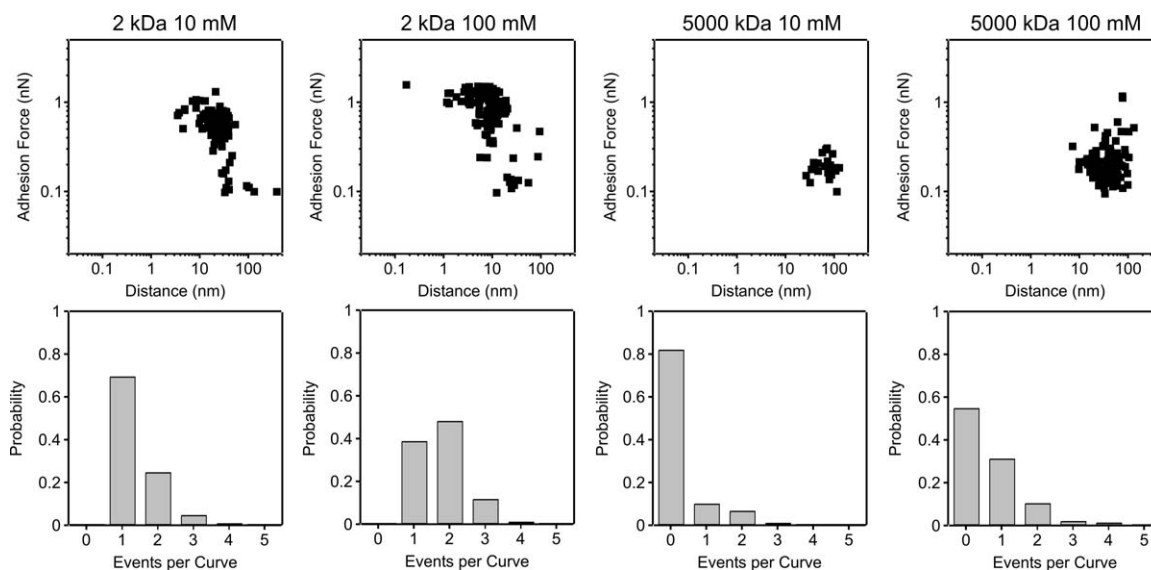 2 kDa 10 mM
Adhesion Force (nN)
1
0.1
0.1 1 10 100
Distance (nm)
2 kDa 100 mM
Adhesion Force (nN)
1
0.1
0.1 1 10 100
Distance (nm)
5000 kDa 10 mM
Adhesion Force (nN)
1
0.1
0.1 1 10 100
Distance (nm)
5000 kDa 100 mM
Adhesion Force (nN)
1
0.1
0.1 1 10 100
Distance (nm)
Probability
1
0.8
0.6
0.4
0.2
0
0 1 2 3 4 5
Events per Curve
Probability
1
0.8
0.6
0.4
0.2
0
0 1 2 3 4 5
Events per Curve
Probability
1
0.8
0.6
0.4
0.2
0
0 1 2 3 4 5
Events per Curve
Probability
1
0.8
0.6
0.4
0.2
0
0 1 2 3 4 5
Events per Curve